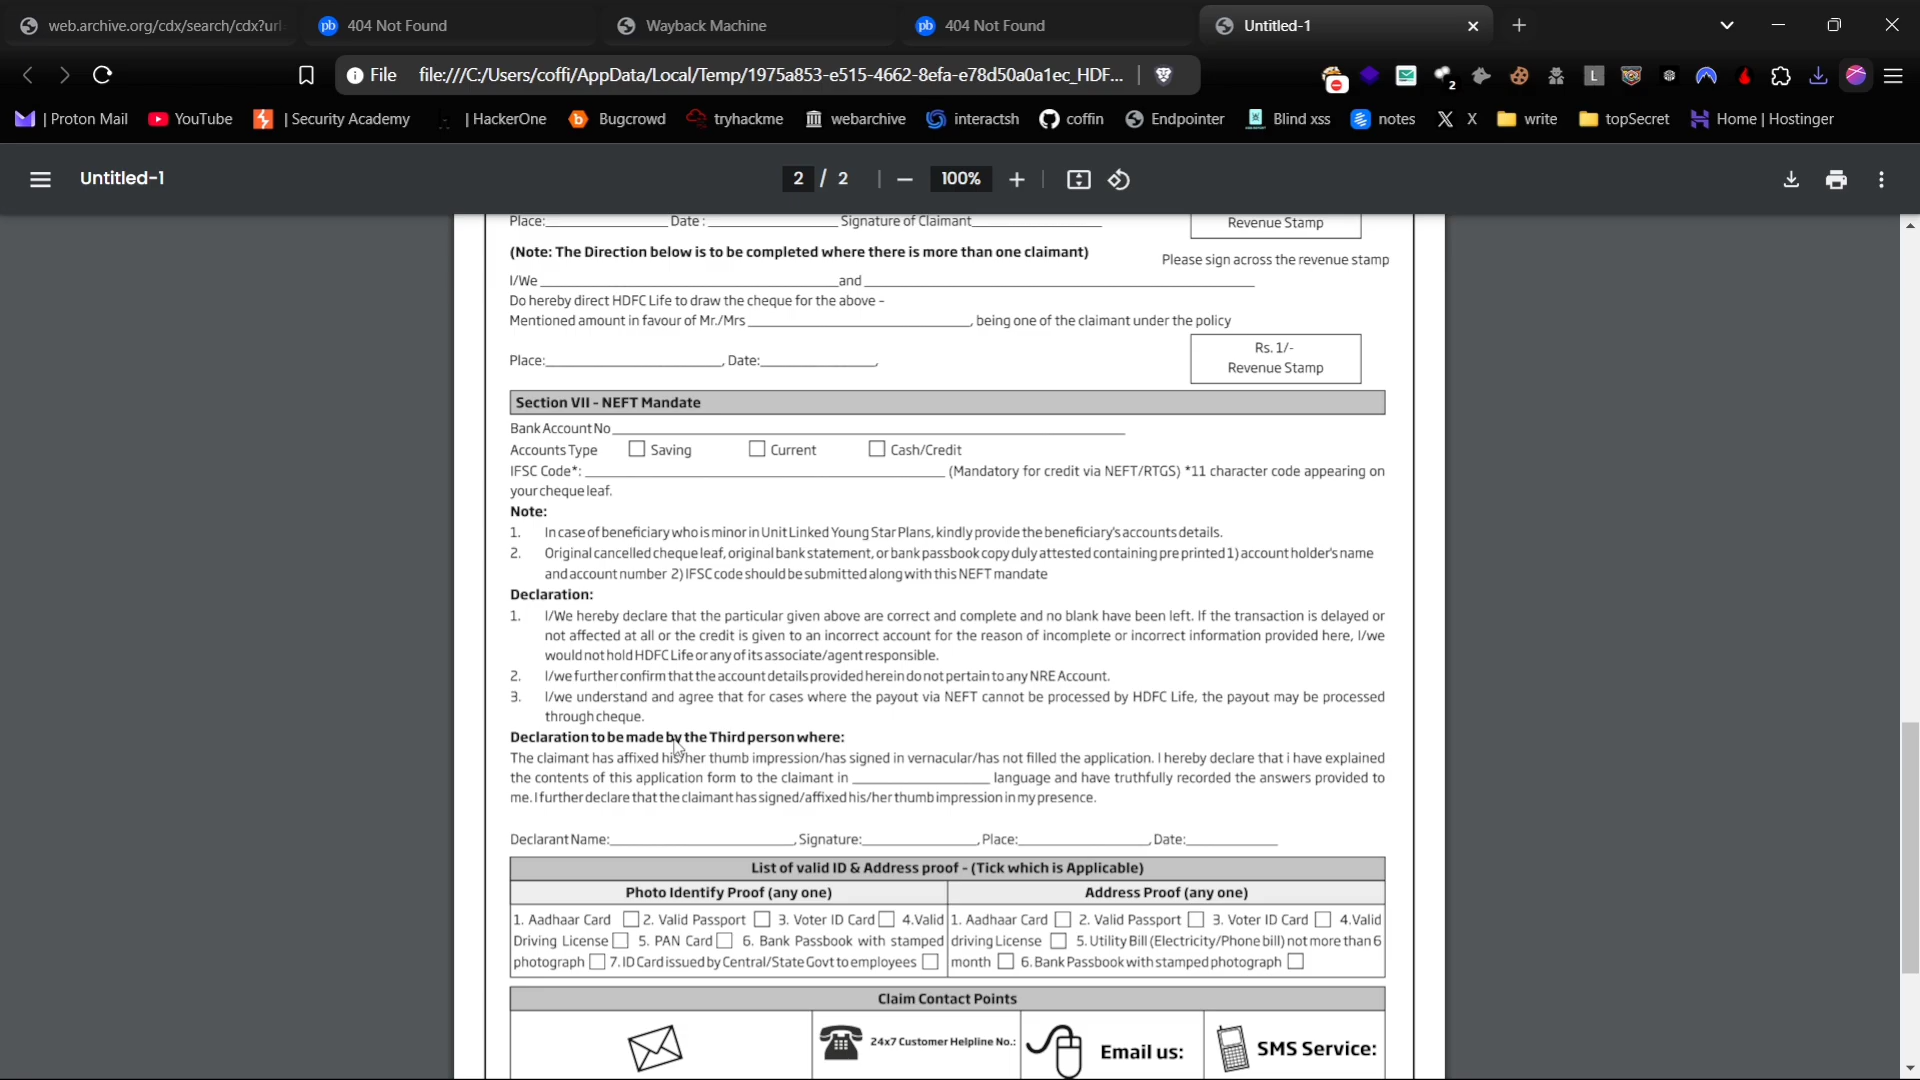 web.archive.org/cdx/search/cdx?url
404 Not Found
Wayback Machine
404 Not Found
Untitled-1
File file:///C:/Users/coffi/AppData/Local/Temp/1975a853-e515-4662-8efa-e78d50a0a1ec_HDF...
| Proton Mail YouTube | Security Academy | HackerOne Bugcrowd tryhackme webarchive interactsh coffin Endpointer Blind xss notes X write topSecret Home | Hostinger
Untitled-1 2 / 2 100%
Place: Date: Signature of Claimant Revenue Stamp
(Note: The Direction below is to be completed where there is more than one claimant)
Please sign across the revenue stamp
I/We and
Do hereby direct HDFC Life to draw the cheque for the above –
Mentioned amount in favour of Mr./Mrs , being one of the claimant under the policy
Rs. 1/-
Revenue Stamp
Place: , Date: ,
Section VII - NEFT Mandate
Bank Account No
Accounts Type Saving Current Cash/Credit
IFSC Code*: (Mandatory for credit via NEFT/RTGS) *11 character code appearing on
your cheque leaf.
Note:
1. In case of beneficiary who is minor in Unit Linked Young Star Plans, kindly provide the beneficiary's accounts details.
2. Original cancelled cheque leaf, original bank statement, or bank passbook copy duly attested containing pre printed 1) account holder's name
and account number 2) IFSC code should be submitted along with this NEFT mandate
Declaration:
1. I/We hereby declare that the particular given above are correct and complete and no blank have been left. If the transaction is delayed or
not affected at all or the credit is given to an incorrect account for the reason of incomplete or incorrect information provided here, I/we
would not hold HDFC Life or any of its associate/agent responsible.
2. I/we further confirm that the account details provided herein do not pertain to any NRE Account.
3. I/we understand and agree that for cases where the payout via NEFT cannot be processed by HDFC Life, the payout may be processed
through cheque.
Declaration to be made by the Third person where:
The claimant has affixed his/her thumb impression/has signed in vernacular/has not filled the application. I hereby declare that i have explained
the contents of this application form to the claimant in language and have truthfully recorded the answers provided to
me. I further declare that the claimant has signed/affixed his/her thumb impression in my presence.
Declarant Name: , Signature: , Place: , Date:
List of valid ID & Address proof - (Tick which is Applicable)
Photo Identify Proof (any one)
Address Proof (any one)
1. Aadhaar Card 2. Valid Passport 3. Voter ID Card 4.Valid
Driving License 5. PAN Card 6. Bank Passbook with stamped
photograph 7. ID Card issued by Central/State Govt to employees
1. Aadhaar Card 2. Valid Passport 3. Voter ID Card 4.Valid
driving License 5. Utility Bill (Electricity/Phone bill) not more than 6
month 6. Bank Passbook with stamped photograph
Claim Contact Points
24x7 Customer Helpline No.:
Email us:
SMS Service: